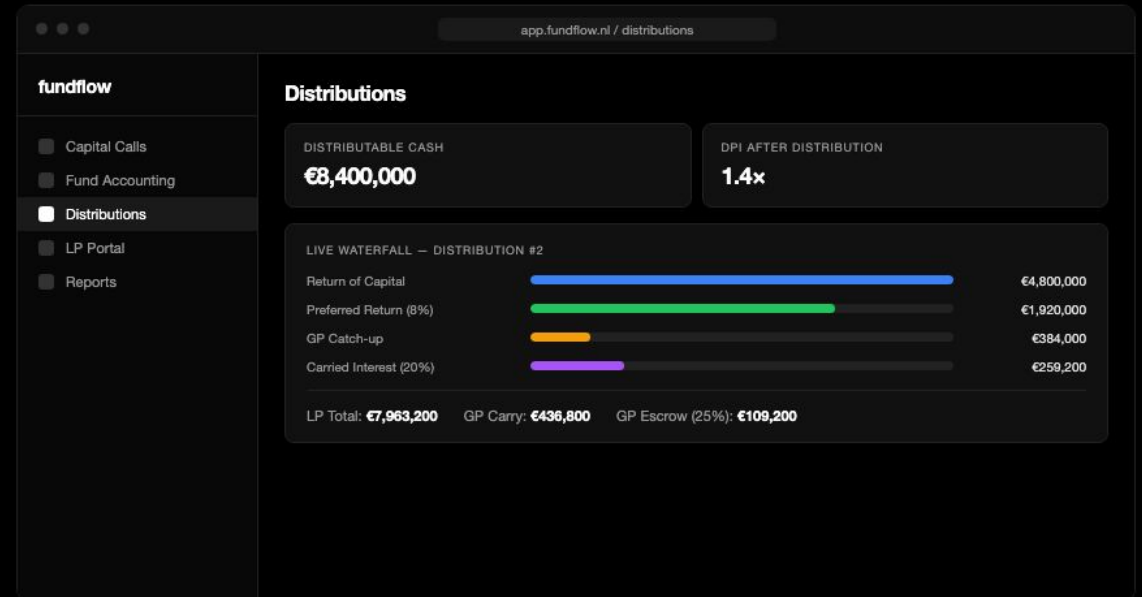 app.fundflow.nl / distributions
fundflow
Capital Calls
Fund Accounting
Distributions
LP Portal
Reports
Distributions
DISTRIBUTABLE CASH
€8,400,000
DPI AFTER DISTRIBUTION
1.4×
LIVE WATERFALL — DISTRIBUTION #2
Return of Capital €4,800,000
Preferred Return (8%) €1,920,000
GP Catch-up €384,000
Carried Interest (20%) €259,200
LP Total: €7,963,200 GP Carry: €436,800 GP Escrow (25%): €109,200